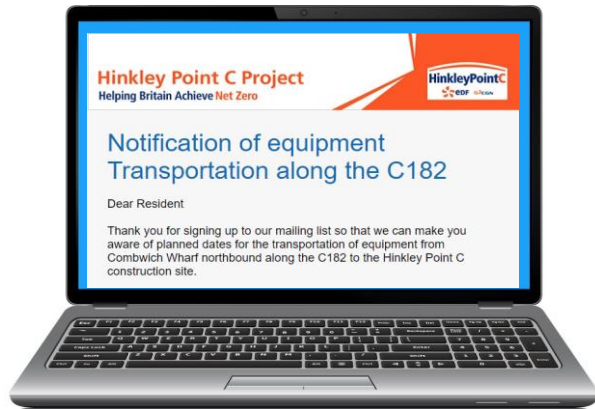 Hinkley Point C Project
Helping Britain Achieve Net Zero
HinkleyPointC
edf CGN
Notification of equipment
Transportation along the C182
Dear Resident
Thank you for signing up to our mailing list so that we can make you
aware of planned dates for the transportation of equipment from
Combwich Wharf northbound along the C182 to the Hinkley Point C
construction site.